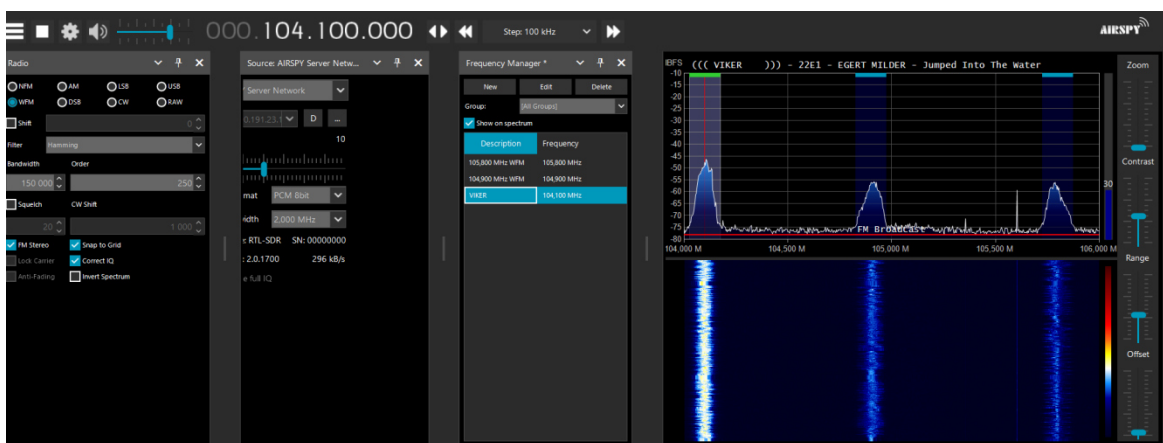 000.104.100.000
Step: 100 kHz
AIRSPY
Radio
NFM AM LSB USB
WFM DSB CW RAW
Shift 0
Filter Hamming
Bandwidth Order
150 000 250
Squelch CW Shift
20 1 000
FM Stereo Snap to Grid
Lock Carrier Correct IQ
Anti-Fading Invert Spectrum
Source: AIRSPY Server Netw...
Server Network
0.191.23.1 D ...
10
mat PCM 8bit
idth 2,000 MHz
RTL-SDR SN: 00000000
: 2.0.1700 296 kB/s
e full IQ
Frequency Manager *
New Edit Delete
Group: [All Groups]
Show on spectrum
Description Frequency
105,800 MHz WFM 105,800 MHz
104,900 MHz WFM 104,900 MHz
VIKER 104,100 MHz
((( VIKER ))) - 22E1 - EGERT MILDER - Jumped Into The Water
-10
-15
-20
-25
-30
-35
-40
-45
-50
-55
-60
-65
-70
-75
-80
30
FM Broadcast
104,000 M 104,500 M 105,000 M 105,500 M 106,000 M
Zoom
Contrast
Range
Offset